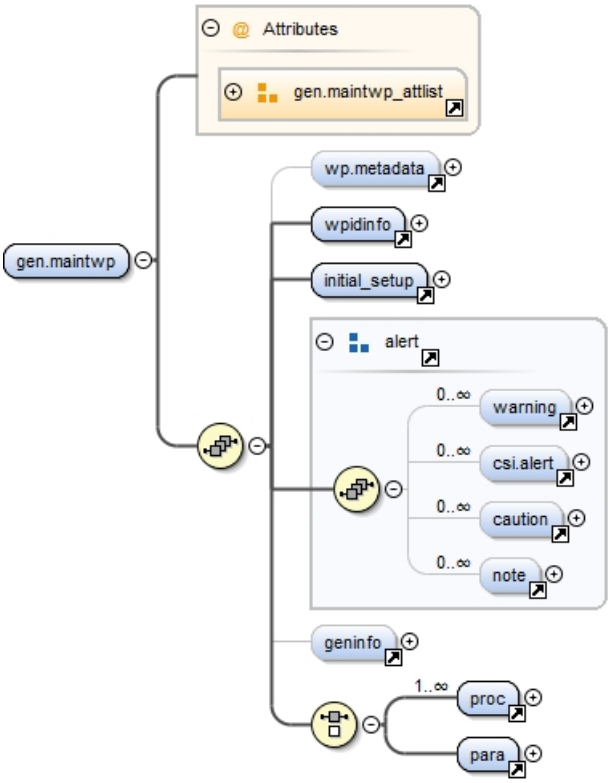 @ Attributes
gen.maintwp_attlist
wp.metadata
wpidinfo
gen.maintwp
initial_setup
alert
0..∞
warning
0..∞
csi.alert
0..∞
caution
0..∞
note
geninfo
1..∞
proc
para